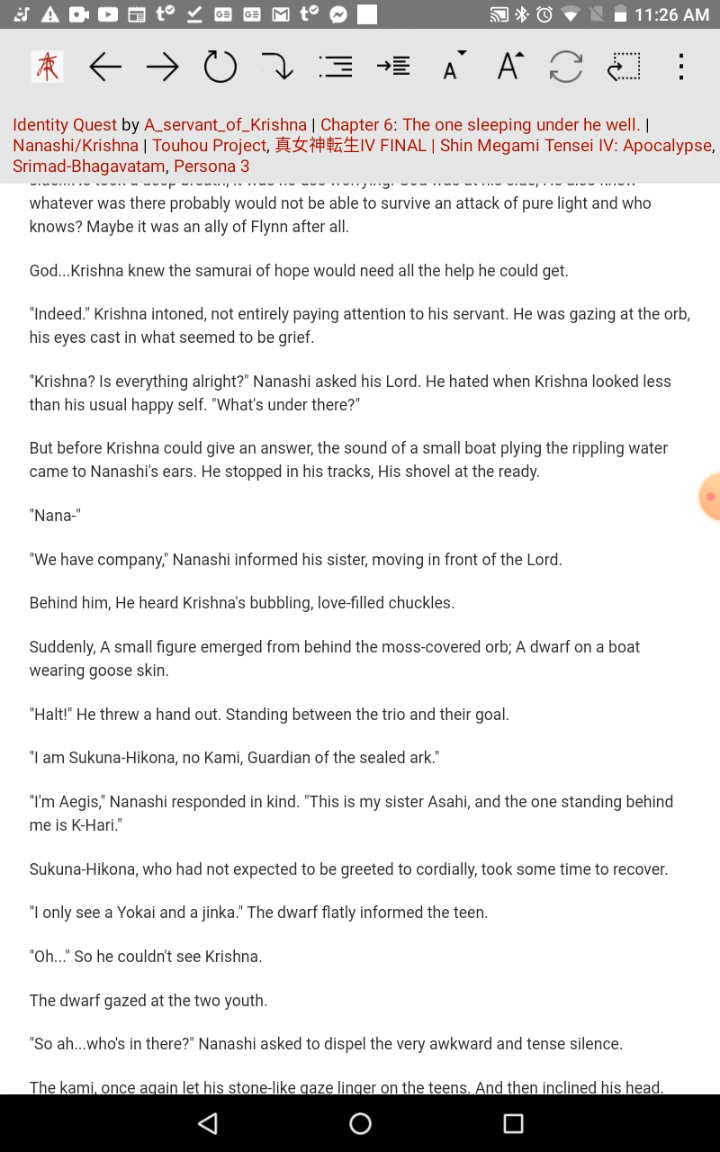 11:26 AM
Identity Quest by A_servant_of_Krishna | Chapter 6: The one sleeping under he well. |
Nanashi/Krishna | Touhou Project, 真女神転生IV FINAL | Shin Megami Tensei IV: Apocalypse,
Srimad-Bhagavatam, Persona 3
whatever was there probably would not be able to survive an attack of pure light and who
knows? Maybe it was an ally of Flynn after all.
God...Krishna knew the samurai of hope would need all the help he could get.
"Indeed." Krishna intoned, not entirely paying attention to his servant. He was gazing at the orb,
his eyes cast in what seemed to be grief.
"Krishna? Is everything alright?" Nanashi asked his Lord. He hated when Krishna looked less
than his usual happy self. "What's under there?"
But before Krishna could give an answer, the sound of a small boat plying the rippling water
came to Nanashi's ears. He stopped in his tracks, His shovel at the ready.
"Nana-"
"We have company," Nanashi informed his sister, moving in front of the Lord.
Behind him, He heard Krishna's bubbling, love-filled chuckles.
Suddenly, A small figure emerged from behind the moss-covered orb; A dwarf on a boat
wearing goose skin.
"Halt!" He threw a hand out. Standing between the trio and their goal.
"I am Sukuna-Hikona, no Kami, Guardian of the sealed ark."
"I'm Aegis," Nanashi responded in kind. "This is my sister Asahi, and the one standing behind
me is K-Hari."
Sukuna-Hikona, who had not expected to be greeted to cordially, took some time to recover.
"I only see a Yokai and a jinka." The dwarf flatly informed the teen.
"Oh..." So he couldn't see Krishna.
The dwarf gazed at the two youth.
"So ah...who's in there?" Nanashi asked to dispel the very awkward and tense silence.
The kami, once again let his stone-like gaze linger on the teens. And then inclined his head.